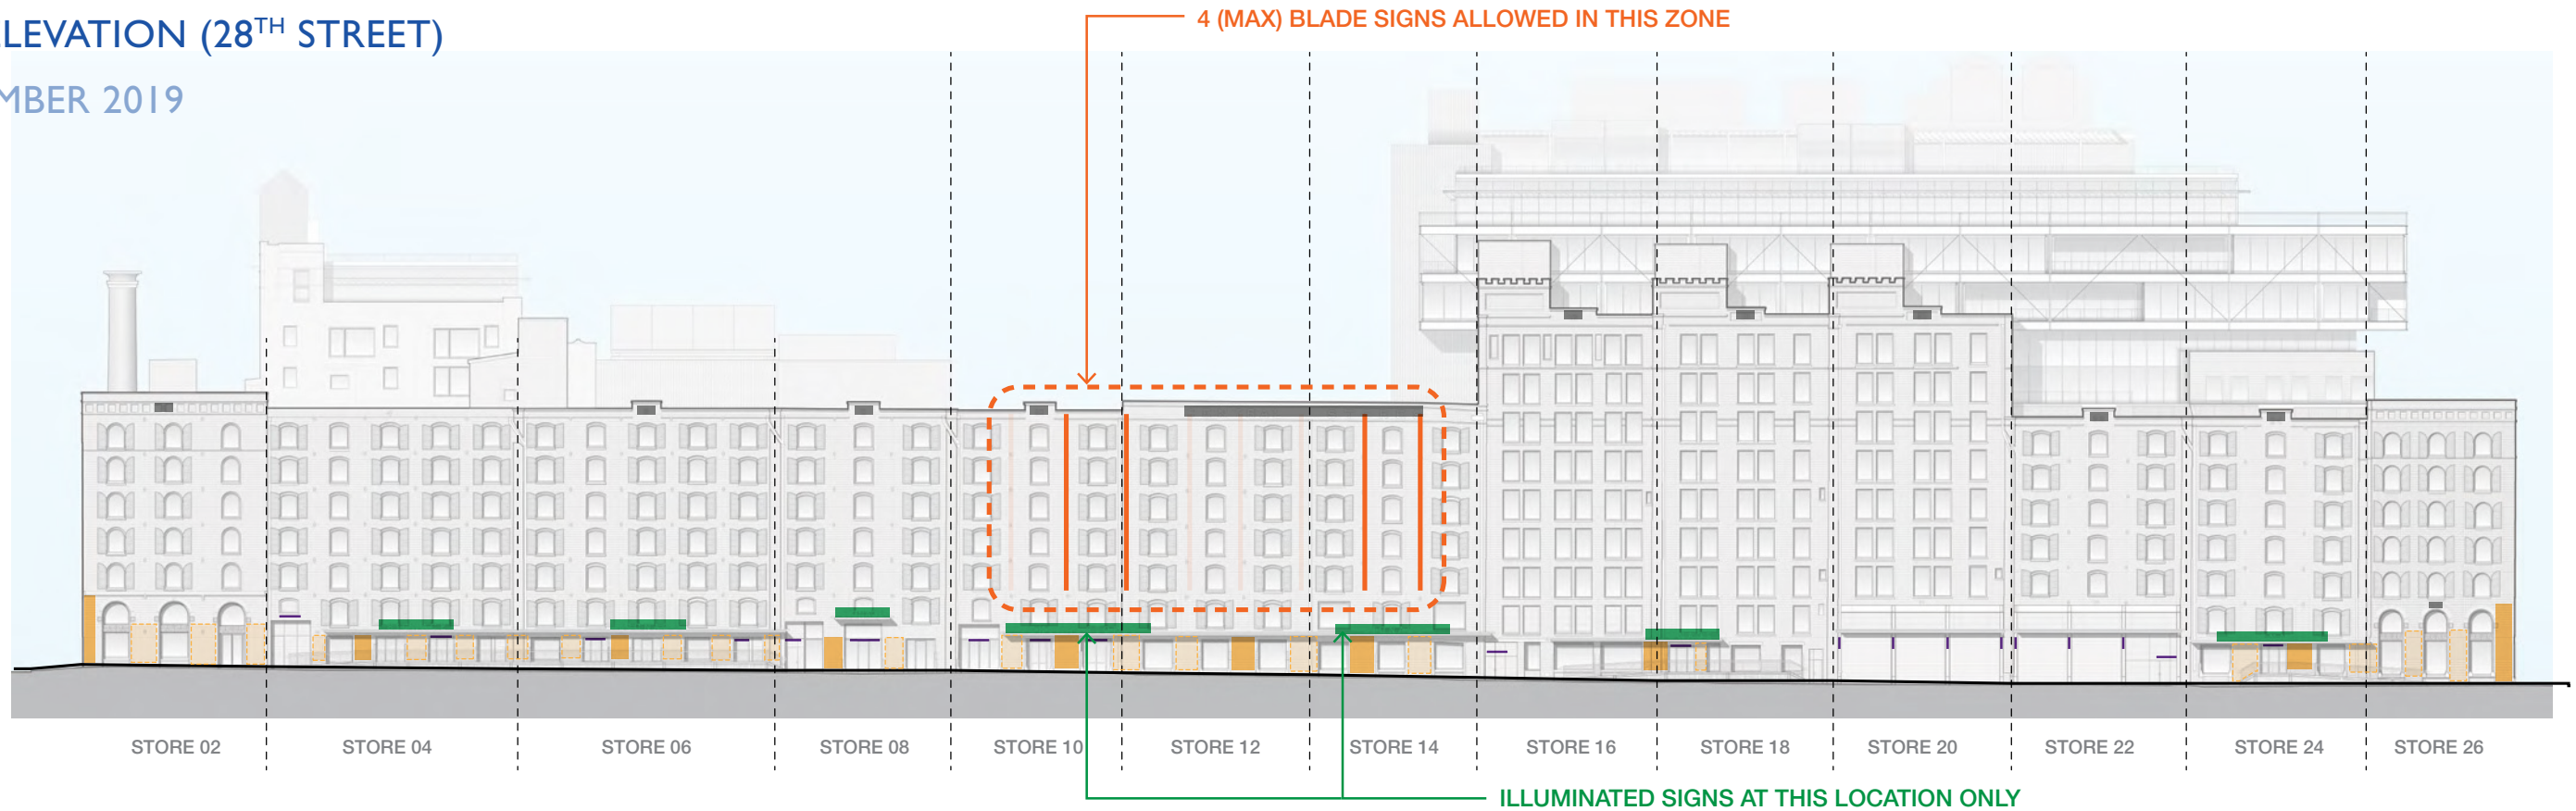 LEVATION (28TH STREET)
MBER 2019
4 (MAX) BLADE SIGNS ALLOWED IN THIS ZONE
STORE 02
STORE 04
STORE 06
STORE 08
STORE 10
STORE 12
STORE 14
STORE 16
STORE 18
STORE 20
STORE 22
STORE 24
STORE 26
ILLUMINATED SIGNS AT THIS LOCATION ONLY